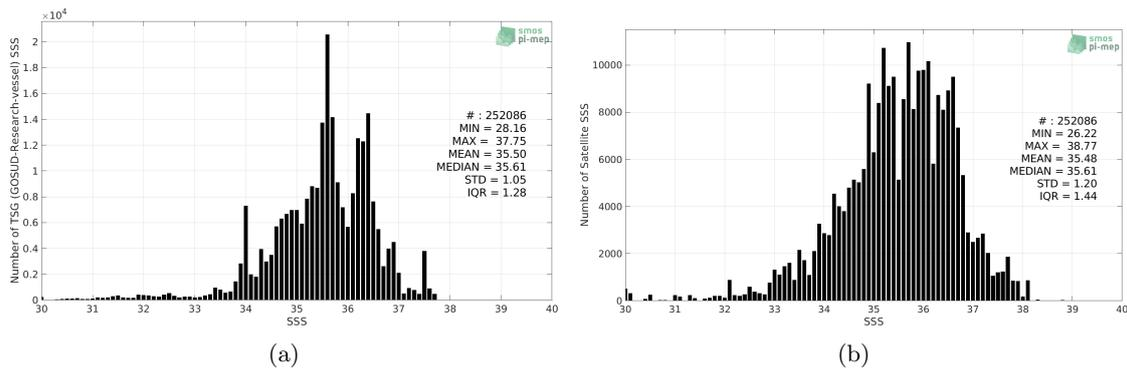 ×10⁴
smos
pi-mep
Number of TSG (GOSUD-Research-vessel) SSS
2
1.8
1.6
1.4
1.2
1
0.8
0.6
0.4
0.2
0
# : 252086
MIN = 28.16
MAX = 37.75
MEAN = 35.50
MEDIAN = 35.61
STD = 1.05
IQR = 1.28
30 31 32 33 34 35 36 37 38 39 40
SSS
(a)
smos
pi-mep
Number of Satellite SSS
10000
8000
6000
4000
2000
0
# : 252086
MIN = 26.22
MAX = 38.77
MEAN = 35.48
MEDIAN = 35.61
STD = 1.20
IQR = 1.44
30 31 32 33 34 35 36 37 38 39 40
SSS
(b)